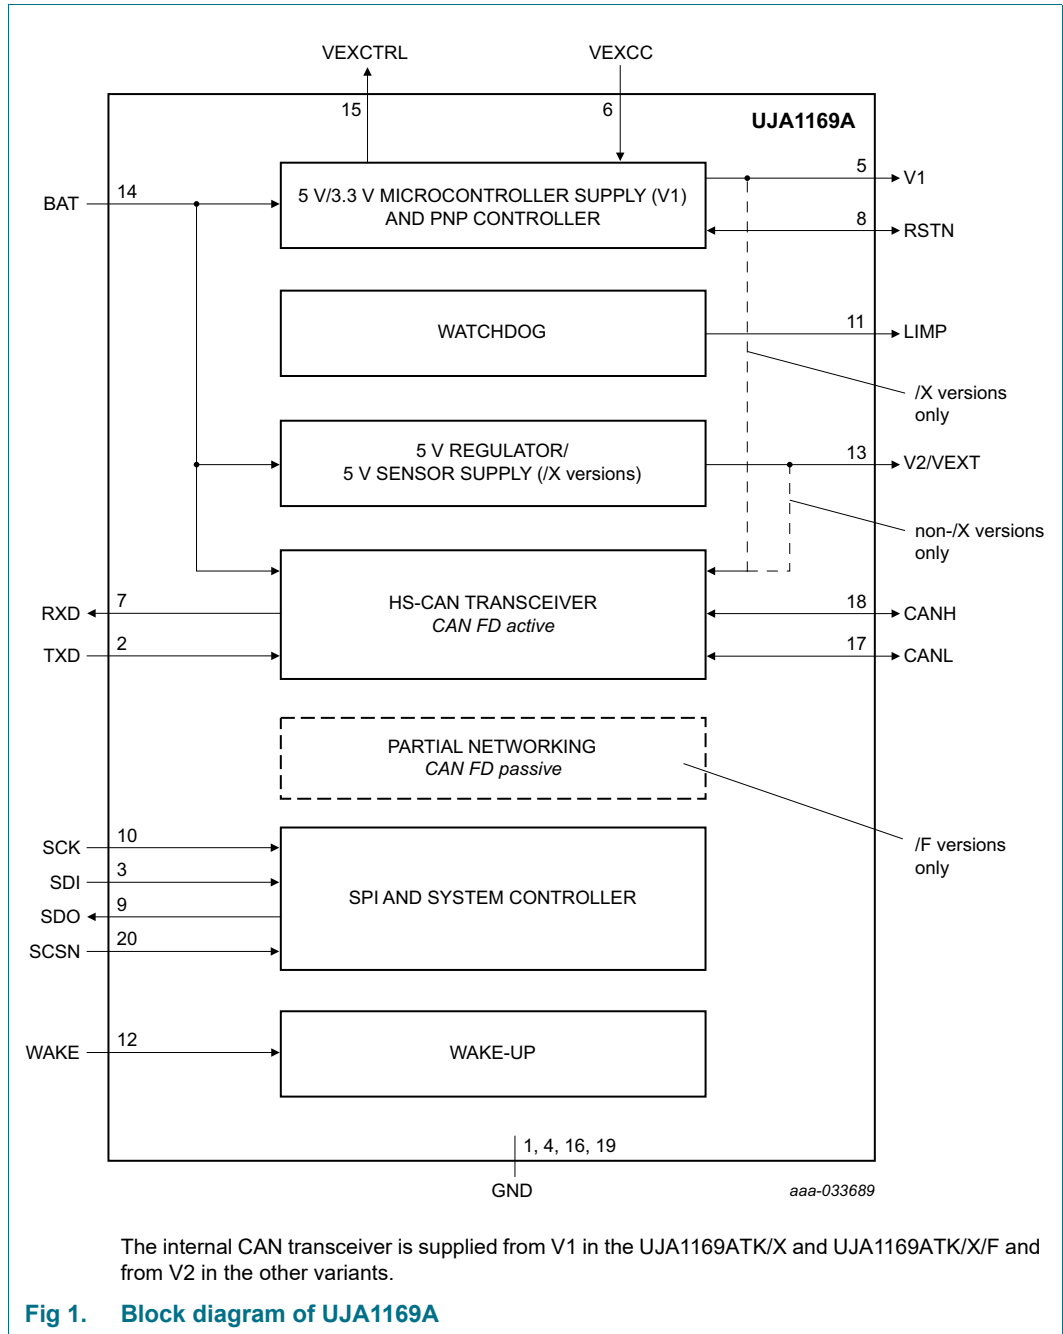 VEXCTRL
VEXCC
15
6
UJA1169A
BAT
14
5 V/3.3 V MICROCONTROLLER SUPPLY (V1)
AND PNP CONTROLLER
5
V1
8
RSTN
WATCHDOG
11
LIMP
/X versions
only
5 V REGULATOR/
5 V SENSOR SUPPLY (/X versions)
13
V2/VEXT
non-/X versions
only
RXD
7
TXD
2
HS-CAN TRANSCEIVER
CAN FD active
18
CANH
17
CANL
PARTIAL NETWORKING
CAN FD passive
/F versions
only
SCK
10
SDI
3
SDO
9
SCSN
20
SPI AND SYSTEM CONTROLLER
WAKE
12
WAKE-UP
1, 4, 16, 19
GND
aaa-033689
The internal CAN transceiver is supplied from V1 in the UJA1169ATK/X and UJA1169ATK/X/F and
from V2 in the other variants.
Fig 1. Block diagram of UJA1169A